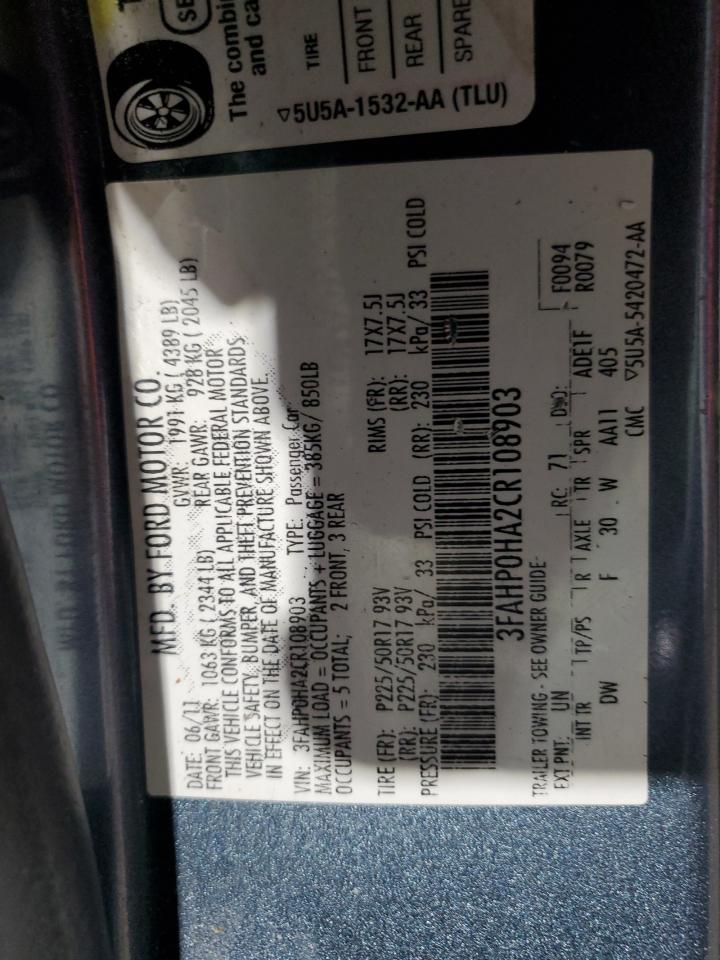 The combin
and ca
TIRE
FRONT
REAR
SPARE
▽5U5A-1532-AA (TLU)
MFD. BY FORD MOTOR CO.
DATE: 06/11 GVWR: 1991 KG ( 4389 LB)
FRONT GAWR: 1063 KG ( 2344 LB) REAR GAWR: 928 KG ( 2045 LB)
THIS VEHICLE CONFORMS TO ALL APPLICABLE FEDERAL MOTOR
VEHICLE SAFETY, BUMPER, AND THEFT PREVENTION STANDARDS
IN EFFECT ON THE DATE OF MANUFACTURE SHOWN ABOVE.
VIN: 3FAHP0HA2CR108903 TYPE: Passenger Car
MAXIMUM LOAD = OCCUPANTS + LUGGAGE = 385KG/ 850LB
OCCUPANTS = 5 TOTAL; 2 FRONT, 3 REAR
TIRE (FR): P225/50R17 93V RIMS (FR): 17X7.5J
(RR): P225/50R17 93V (RR): 17X7.5J
PRESSURE (FR): 230 kPa/ 33 PSI COLD (RR): 230 kPa/ 33 PSI COLD
3FAHP0HA2CR108903
TRAILER TOWING - SEE OWNER GUIDE-
EXT PNT: UN RC: 71 DSO: F0094
INT TR TP/PS R AXLE TR SPR ADE1F R0079
DW F 30 W AA11 405
CMC ▽5U5A-5420472-AA